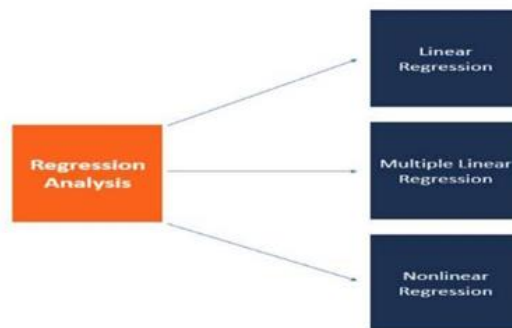 Linear
Regression
Regression
Analysis
Multiple Linear
Regression
Nonlinear
Regression